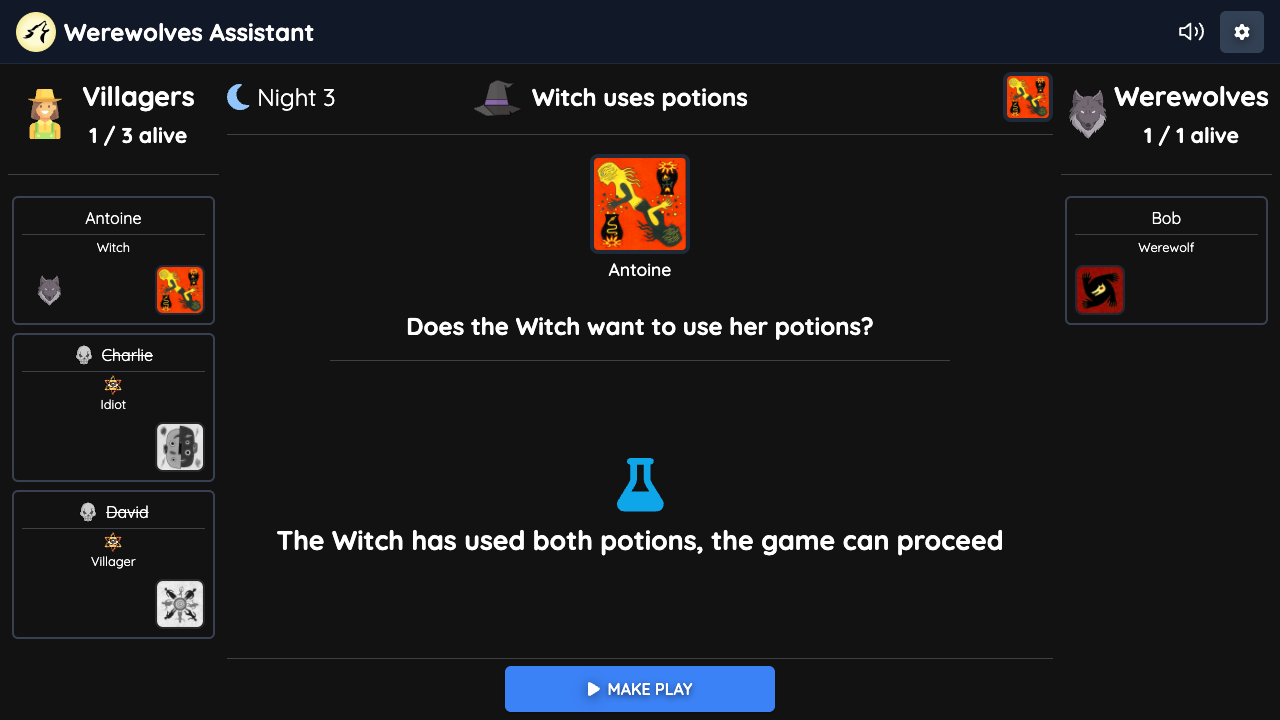 Werewolves Assistant
Villagers
1 / 3 alive
Night 3
Witch uses potions
Werewolves
1 / 1 alive
Antoine
Witch
Charlie
Idiot
David
Villager
Antoine
Does the Witch want to use her potions?
The Witch has used both potions, the game can proceed
MAKE PLAY
Bob
Werewolf